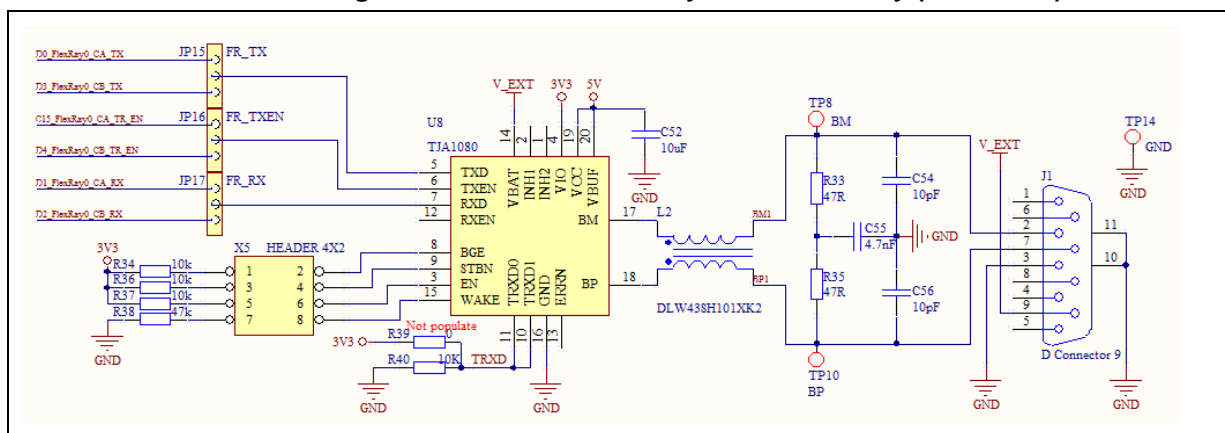 D0_FlexRay0_CA_TX
JP15
FR_TX
D3_FlexRay0_CB_TX
C15_FlexRay0_CA_TR_EN
JP16
FR_TXEN
D4_FlexRay0_CB_TR_EN
D1_FlexRay0_CA_RX
JP17
FR_RX
D2_FlexRay0_CB_RX
V_EXT
3V3
5V
U8
TJA1080
14
2
1
4
19
20
C52
10uF
GND
5
TXD
6
TXEN
7
RXD
12
RXEN
8
BGE
9
STBN
3
EN
15
WAKE
VBAT
INH1
INH2
VIO
VCC
VBUF
BM
17
BP
18
TRXD0
TRXD1
GND
ERRN
11
10
16
13
3V3
X5
HEADER 4X2
R34
10k
1
2
R36
10k
3
4
R37
10k
5
6
R38
47k
7
8
GND
Not populate
3V3
R39
0
R40
10K
TRXD
GND
GND
L2
BM1
BP1
DLW43SH101XK2
TP8
BM
R33
47R
C54
10pF
C55
4.7nF
GND
R35
47R
C56
10pF
TP10
BP
TP14
GND
V_EXT
J1
1
6
2
7
3
8
4
9
5
11
10
D Connector 9
GND
GND